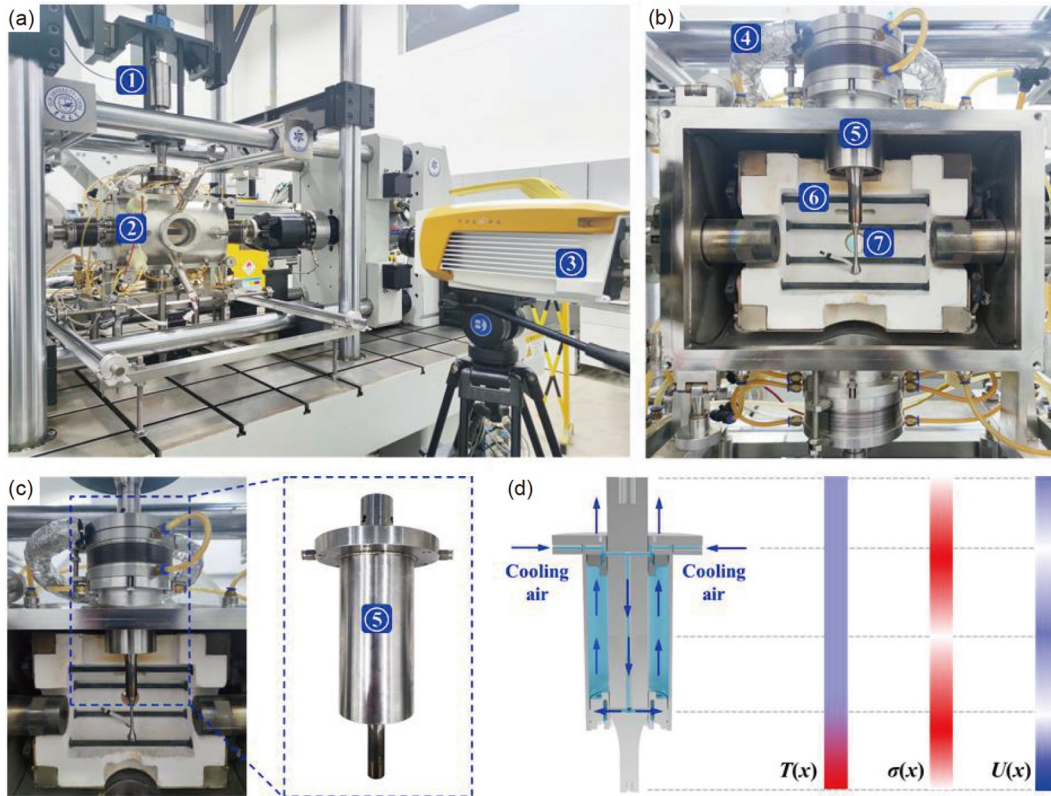 (a)
①
②
③
(b)
④
⑤
⑥
⑦
(c)
⑤
(d)
Cooling
air
Cooling
air
T(x)
σ(x)
U(x)